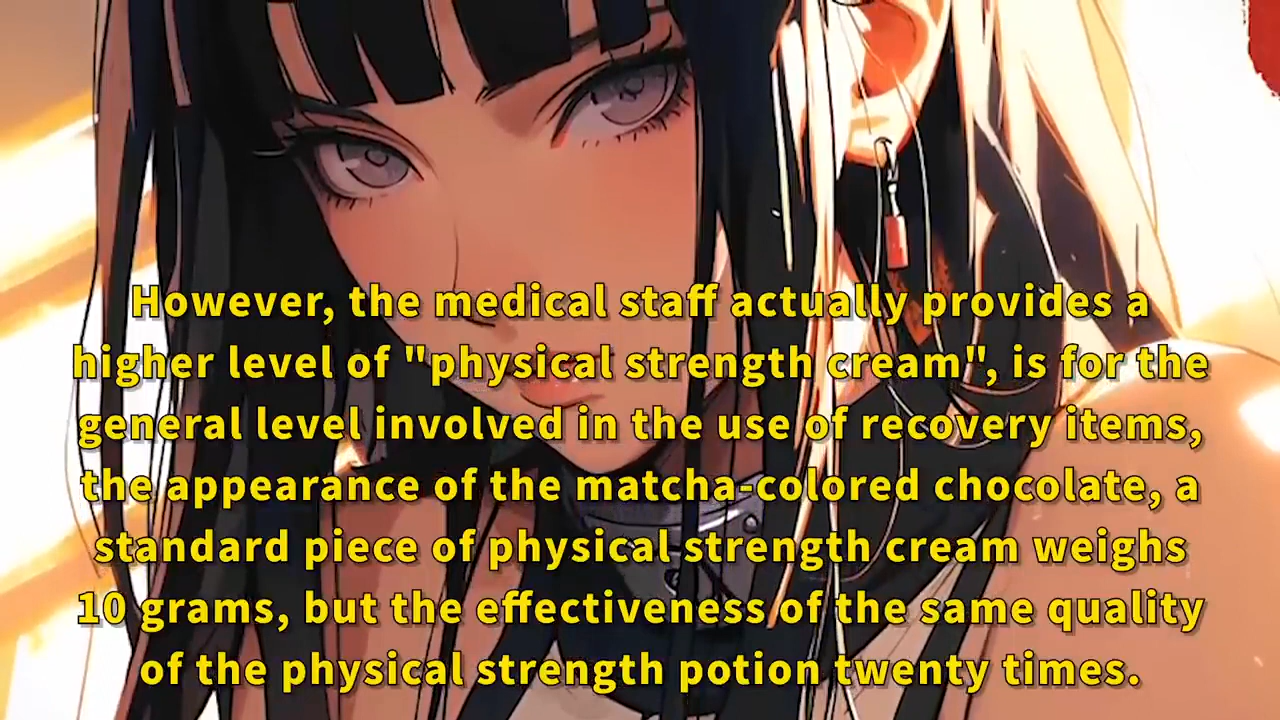 However, the medical staff actually provides a
higher level of "physical strength cream", is for the
general level involved in the use of recovery items,
the appearance of the matcha-colored chocolate, a
standard piece of physical strength cream weighs
10 grams, but the effectiveness of the same quality
of the physical strength potion twenty times.